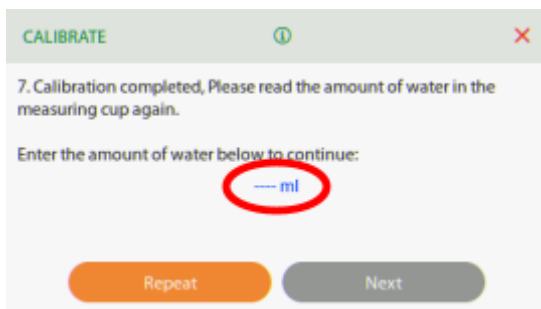 CALIBRATE
7. Calibration completed, Please read the amount of water in the
measuring cup again.
Enter the amount of water below to continue:
---- ml
Repeat
Next